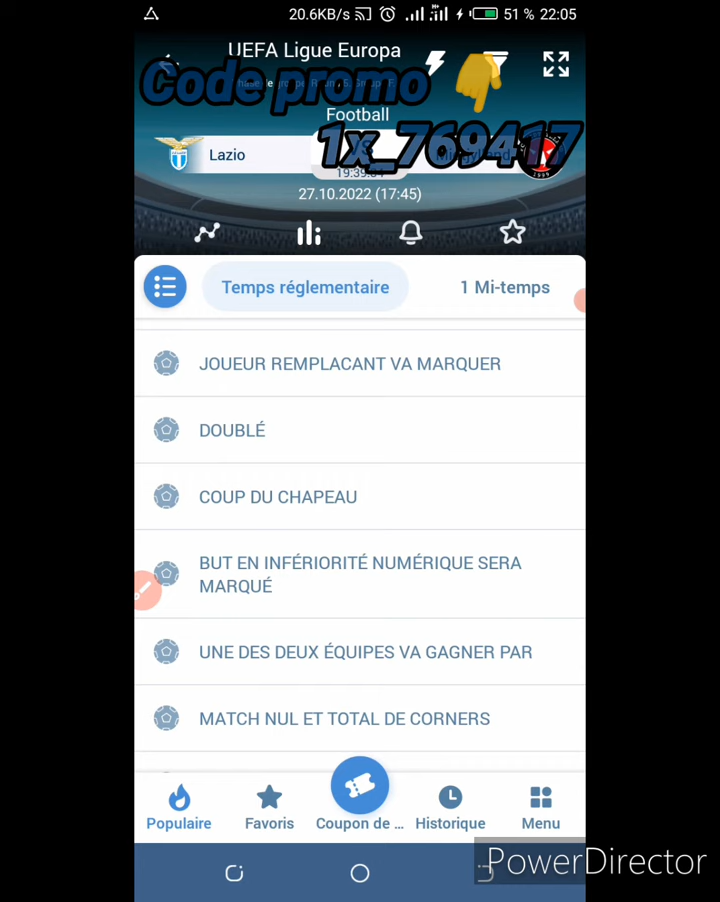 20.6KB/s 51 % 22:05
UEFA Ligue Europa
Code promo
Football
1x_769417
Lazio
27.10.2022 (17:45)
Temps réglementaire
1 Mi-temps
JOUEUR REMPLACANT VA MARQUER
DOUBLÉ
COUP DU CHAPEAU
BUT EN INFÉRIORITÉ NUMÉRIQUE SERA
MARQUÉ
UNE DES DEUX ÉQUIPES VA GAGNER PAR
MATCH NUL ET TOTAL DE CORNERS
Populaire
Favoris
Coupon de ...
Historique
Menu
PowerDirector